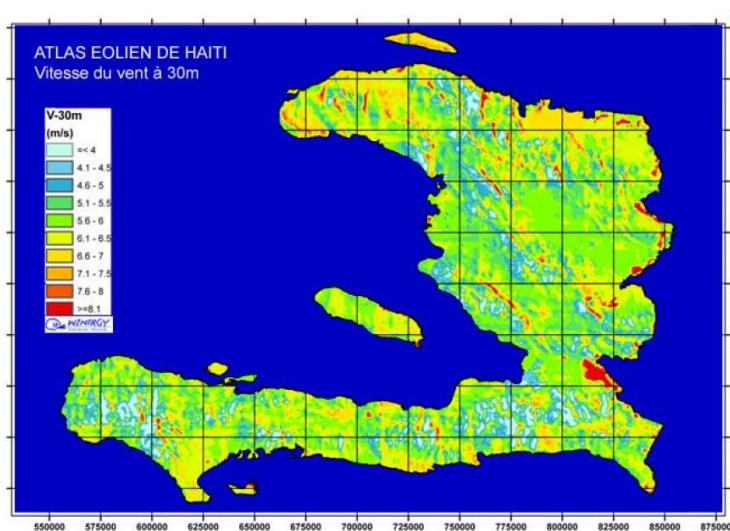 ATLAS EOLIEN DE HAITI
Vitesse du vent à 30m
V-30m
(m/s)
=< 4
4.1 - 4.5
4.6 - 5
5.1 - 5.5
5.6 - 6
6.1 - 6.5
6.6 - 7
7.1 - 7.5
7.6 - 8
>=8.1
WINERGY
550000 575000 600000 625000 650000 675000 700000 725000 750000 775000 800000 825000 850000 875000